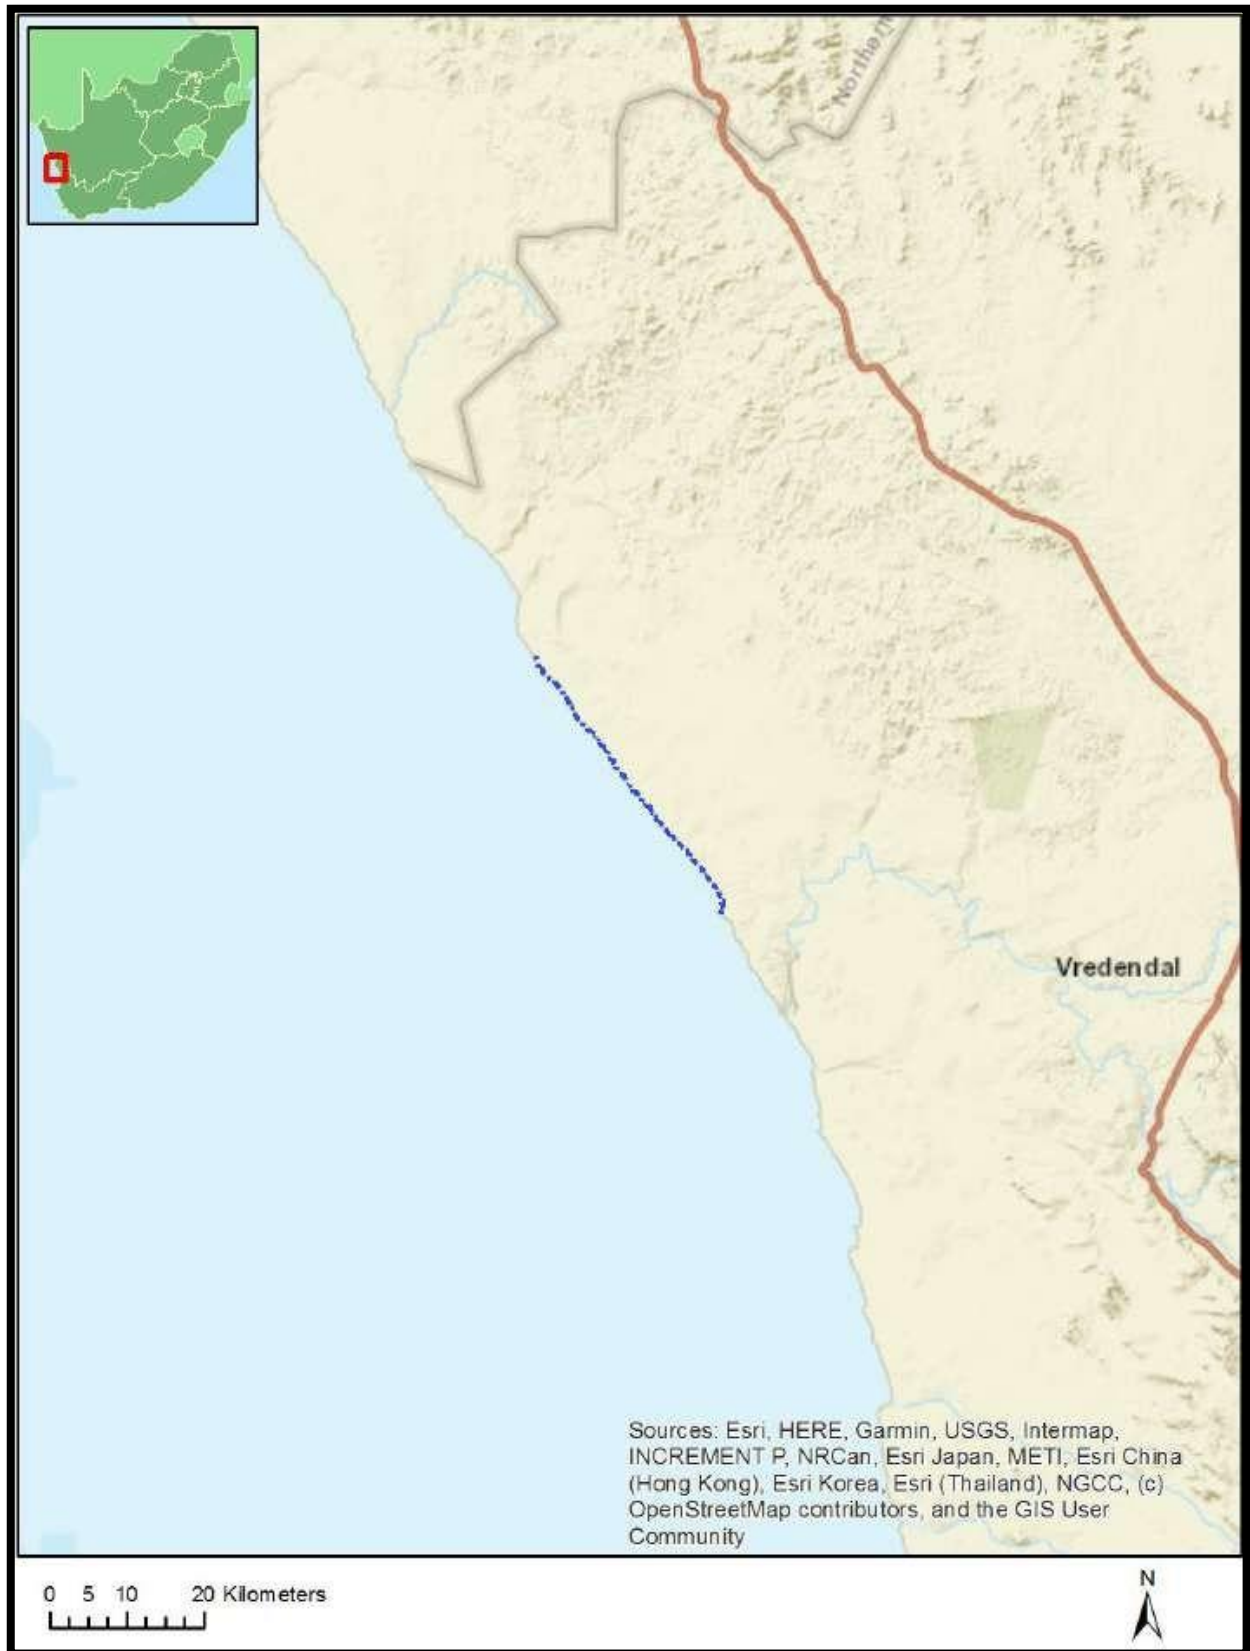 Northern
Vredendal
Sources: Esri, HERE, Garmin, USGS, Intermap,
INCREMENT P, NRCan, Esri Japan, METI, Esri China
(Hong Kong), Esri Korea, Esri (Thailand), NGCC, (c)
OpenStreetMap contributors, and the GIS User
Community
0 5 10 20 Kilometers
N